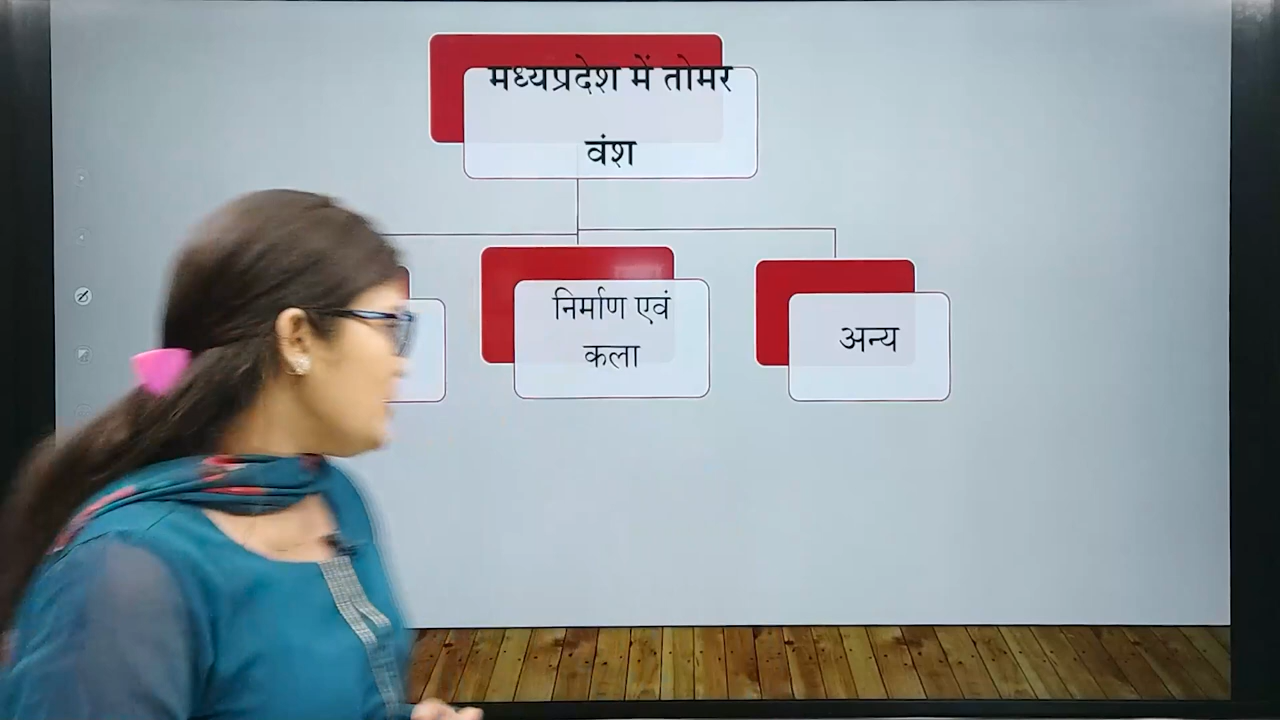 मध्यप्रदेश में तोमर
वंश
निर्माण एवं
कला
अन्य